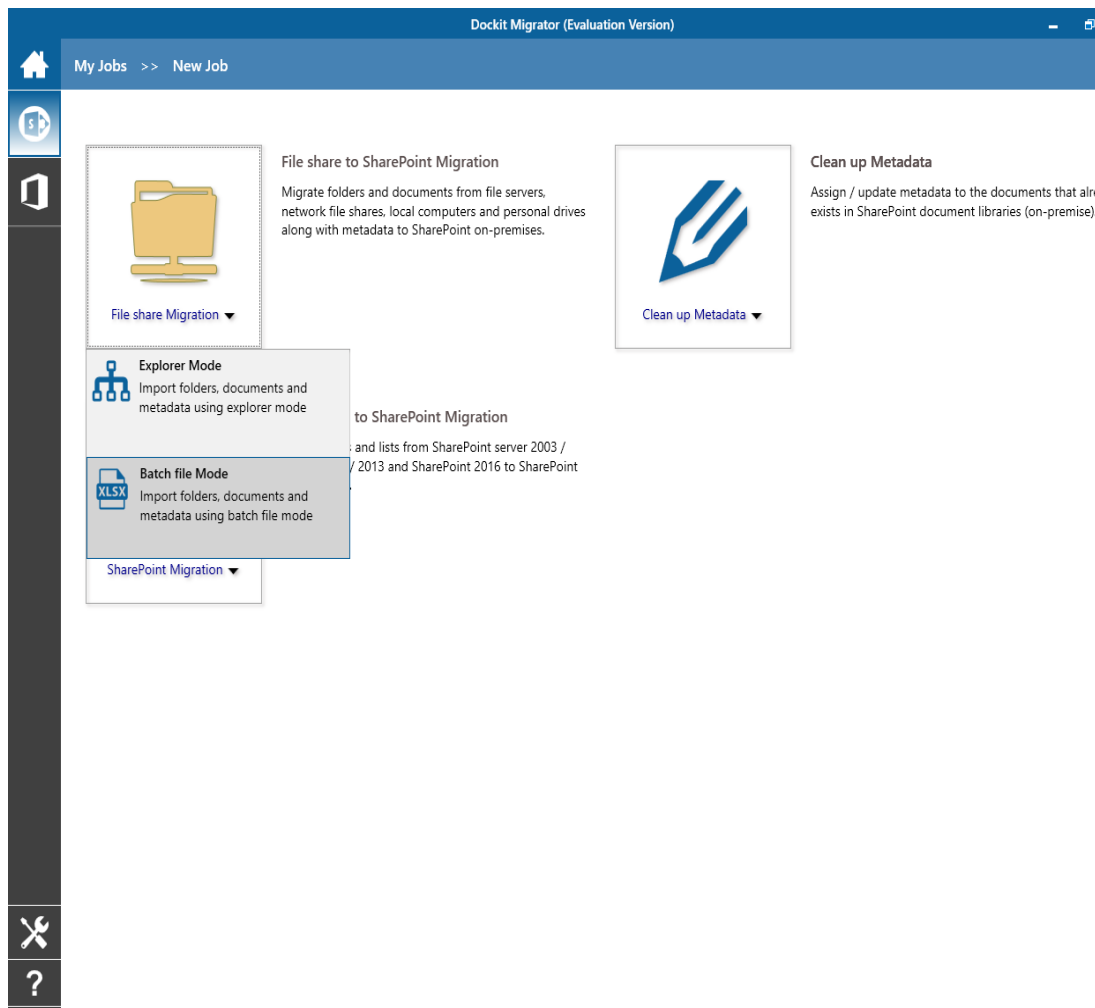 Dockit Migrator (Evaluation Version)
My Jobs >> New Job
File share to SharePoint Migration
Migrate folders and documents from file servers,
network file shares, local computers and personal drives
along with metadata to SharePoint on-premises.
File share Migration
Clean up Metadata
Assign / update metadata to the documents that
exists in SharePoint document libraries (on-premise)
Clean up Metadata
Explorer Mode
Import folders, documents and
metadata using explorer mode
Batch file Mode
Import folders, documents and
metadata using batch file mode
XLSX
to SharePoint Migration
and lists from SharePoint server 2003 /
/ 2013 and SharePoint 2016 to SharePoint
SharePoint Migration
S
?